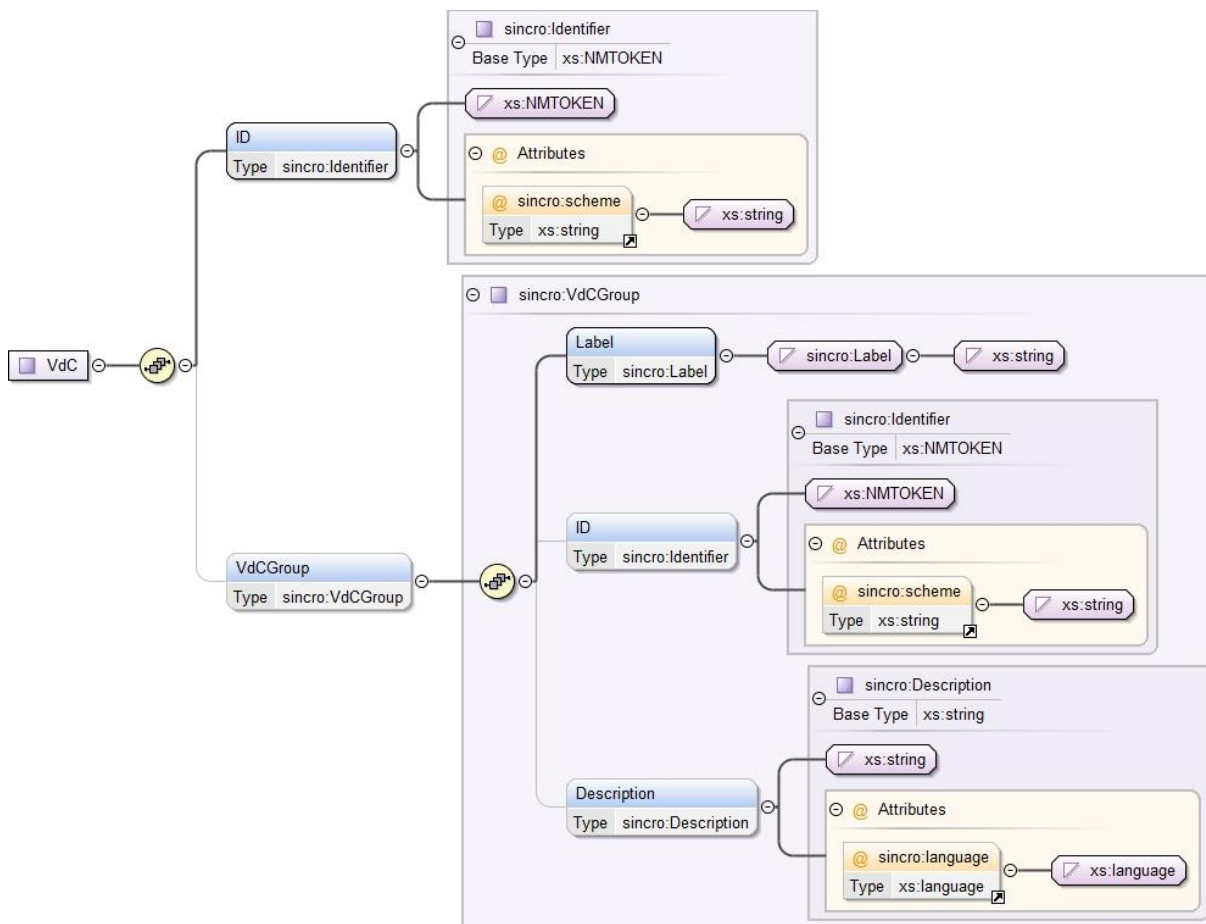 sincro:Identifier
Base Type xs:NMTOKEN
xs:NMTOKEN
ID
Type sincro:Identifier
@ Attributes
@ sincro:scheme
Type xs:string
xs:string
sincro:VdCGroup
VdC
Label
Type sincro:Label
sincro:Label
xs:string
sincro:Identifier
Base Type xs:NMTOKEN
xs:NMTOKEN
ID
Type sincro:Identifier
@ Attributes
@ sincro:scheme
Type xs:string
xs:string
VdCGroup
Type sincro:VdCGroup
sincro:Description
Base Type xs:string
xs:string
Description
Type sincro:Description
@ Attributes
@ sincro:language
Type xs:language
xs:language